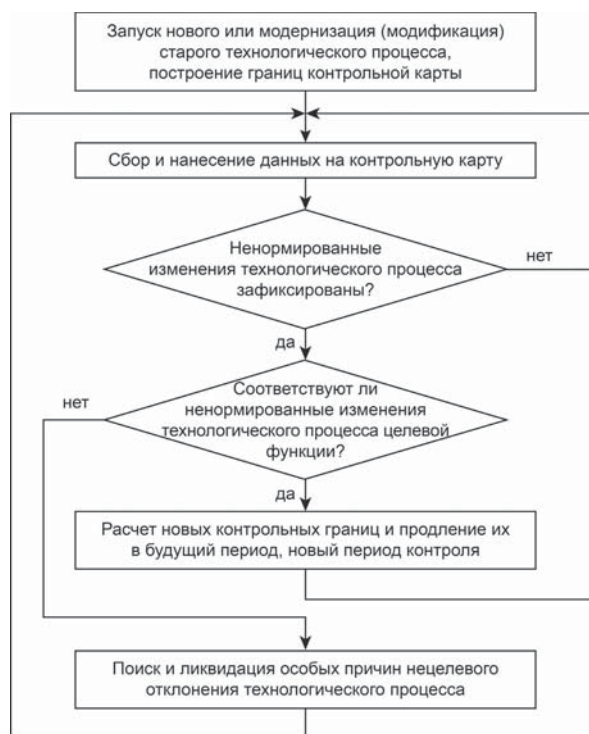 Запуск нового или модернизация (модификация)
старого технологического процесса,
построение границ контрольной карты
Сбор и нанесение данных на контрольную карту
Ненормированные
изменения технологического процесса
зафиксированы?
нет
да
Соответствуют ли
ненормированные изменения
технологического процесса целевой
функции?
нет
да
Расчет новых контрольных границ и продление их
в будущий период, новый период контроля
Поиск и ликвидация особых причин нецелевого
отклонения технологического процесса